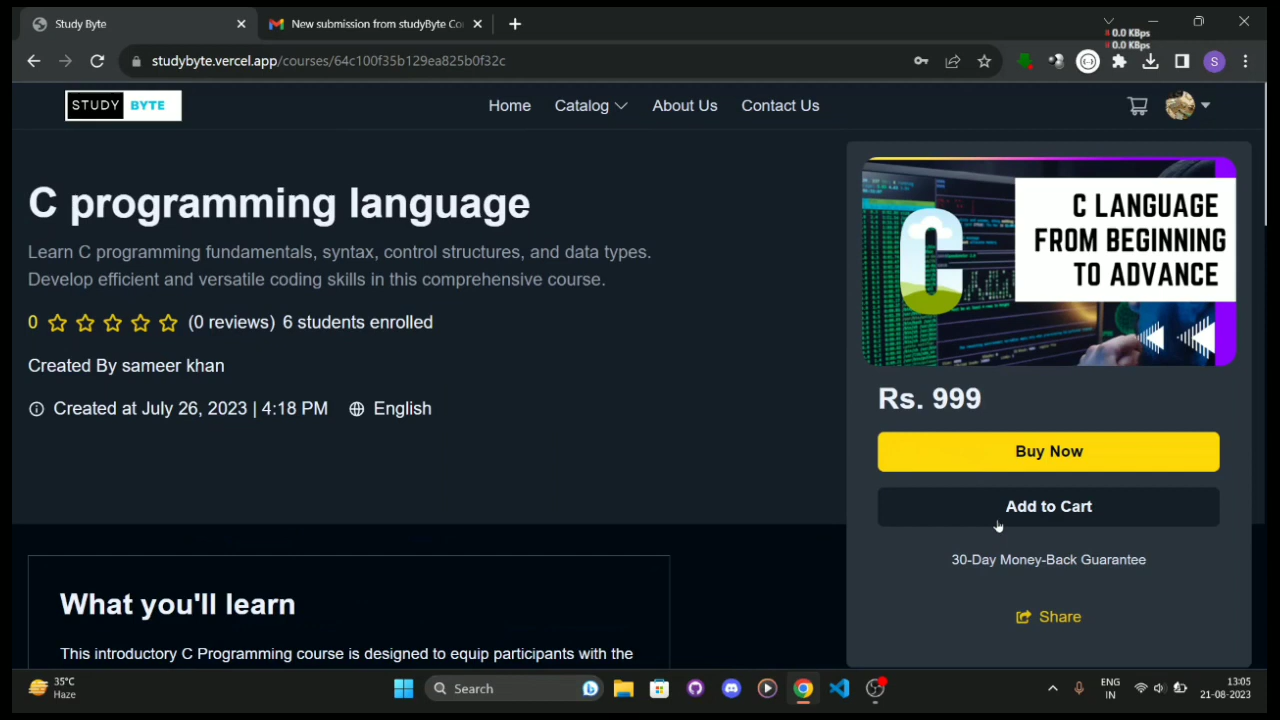 Study Byte
New submission from studyByte Co
0.0 KBps
0.0 KBps
studybyte.vercel.app/courses/64c100f35b129ea825b0f32c
S
STUDY BYTE
Home
Catalog
About Us
Contact Us
C programming language
Learn C programming fundamentals, syntax, control structures, and data types.
Develop efficient and versatile coding skills in this comprehensive course.
0 (0 reviews) 6 students enrolled
Created By sameer khan
Created at July 26, 2023 | 4:18 PM English
C
C LANGUAGE
FROM BEGINNING
TO ADVANCE
Rs. 999
Buy Now
Add to Cart
30-Day Money-Back Guarantee
Share
What you'll learn
This introductory C Programming course is designed to equip participants with the
35°C
Haze
Search
ENG
IN
13:05
21-08-2023